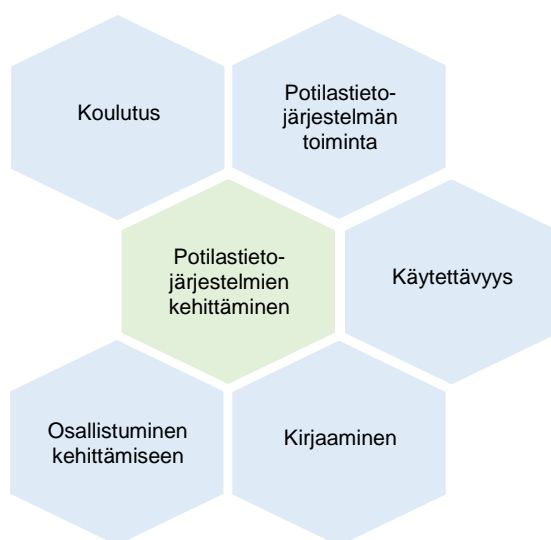 Koulutus
Potilastieto-
järjestelmän
toiminta
Potilastieto-
järjestelmien
kehittäminen
Käytettävyys
Osallistuminen
kehittämiseen
Kirjaaminen